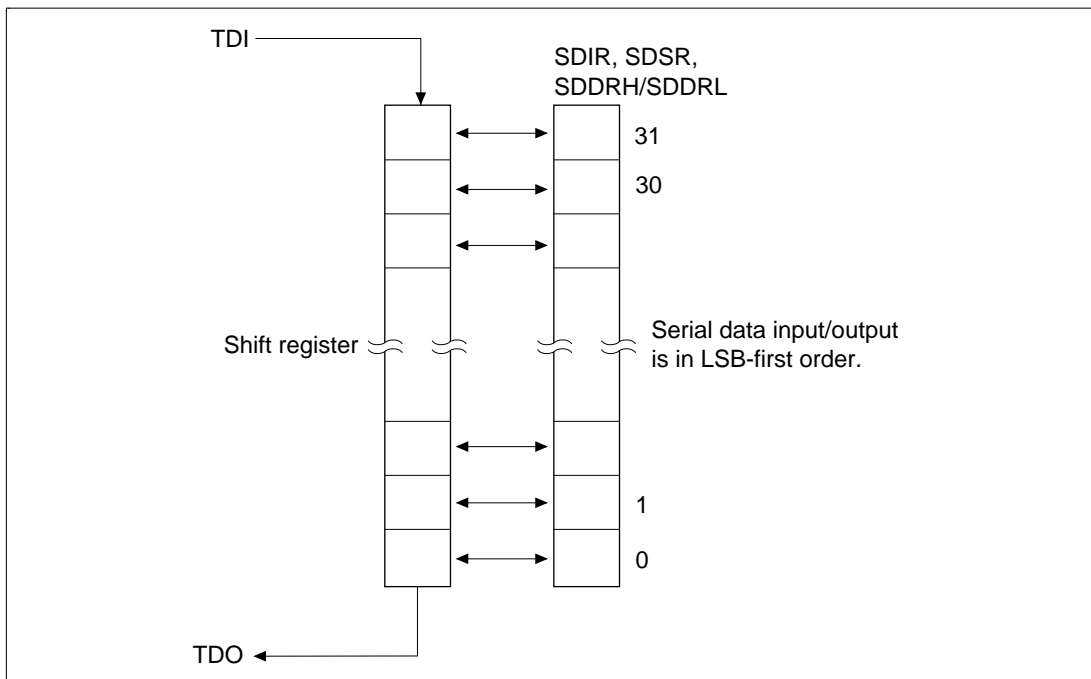 TDI
SDIR, SDSR,
SDDRH/SDDRL
31
30
Shift register
Serial data input/output
is in LSB-first order.
1
0
TDO